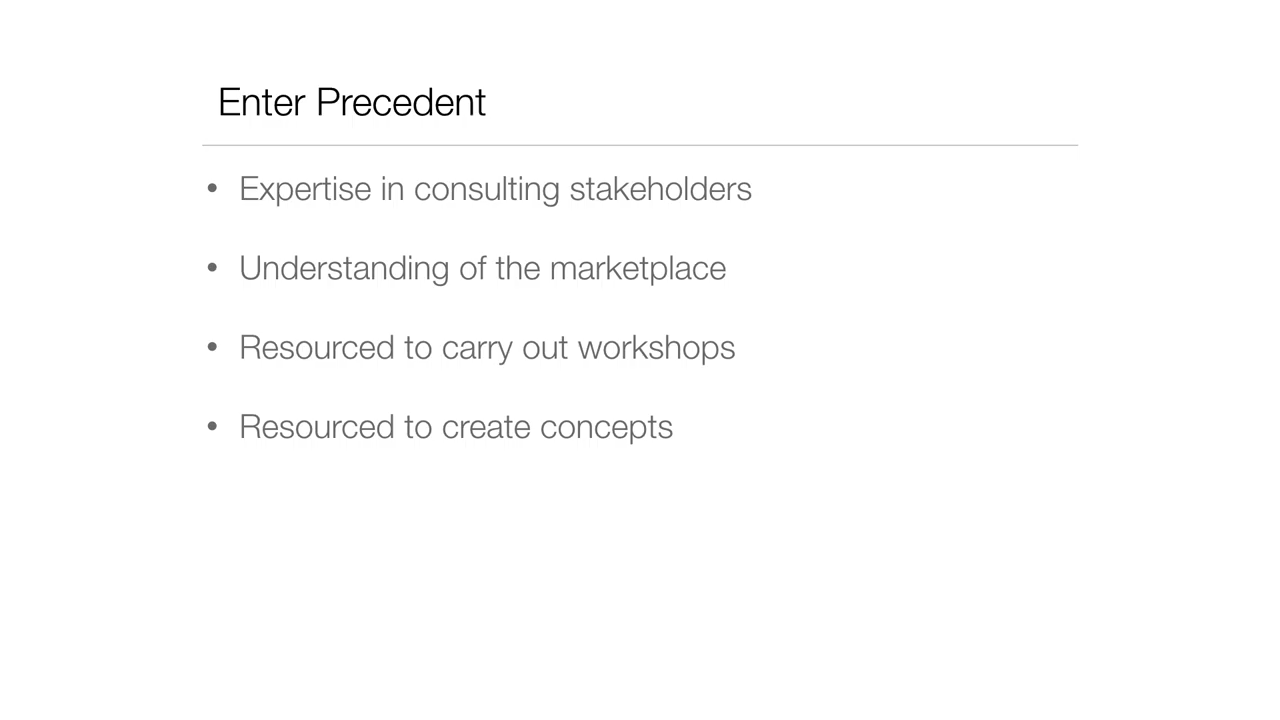 Enter Precedent
• Expertise in consulting stakeholders
• Understanding of the marketplace
• Resourced to carry out workshops
• Resourced to create concepts